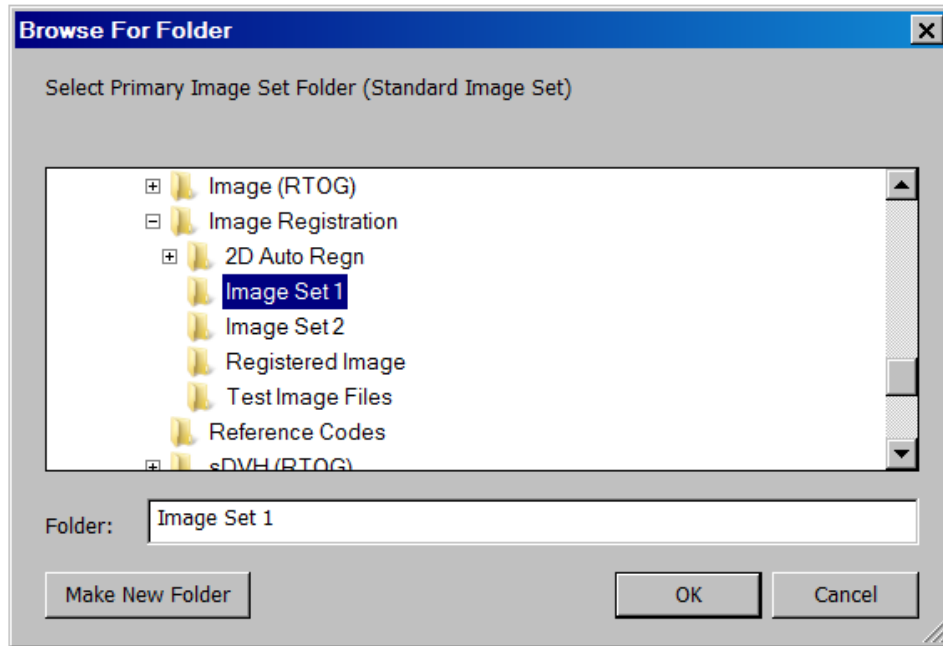 Browse For Folder
Select Primary Image Set Folder (Standard Image Set)
Image (RTOG)
Image Registration
2D Auto Regn
Image Set 1
Image Set 2
Registered Image
Test Image Files
Reference Codes
sDVH (RTOG)
Folder: Image Set 1
Make New Folder OK Cancel